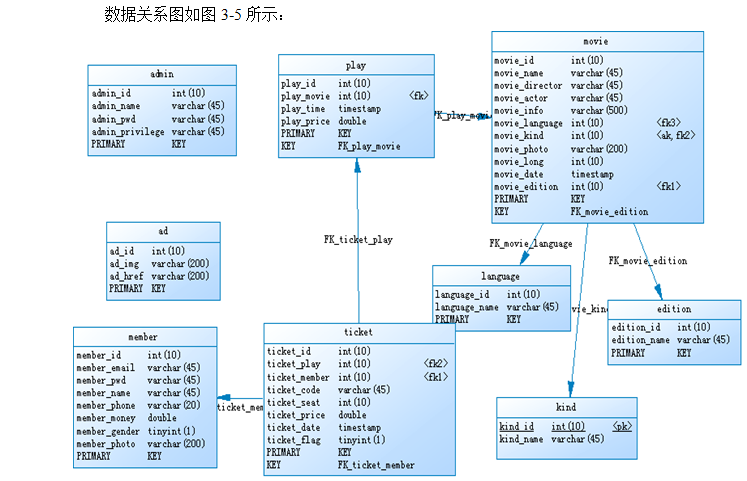 数据关系图如图 3-5 所示：
admin
admin_id int(10)
admin_name varchar(45)
admin_pwd varchar(45)
admin_privilege varchar(45)
PRIMARY KEY
play
play_id int(10)
play_movie int(10) <fk>
play_time timestamp
play_price double
PRIMARY KEY
KEY FK_play_movie
FK_play_movi
movie
movie_id int(10)
movie_name varchar(45)
movie_director varchar(45)
movie_actor varchar(45)
movie_info varchar(500)
movie_language int(10) <fk3>
movie_kind int(10) <ak,fk2>
movie_photo varchar(200)
movie_long int(10)
movie_date timestamp
movie_edition int(10) <fk1>
PRIMARY KEY
KEY FK_movie_edition
ad
ad_id int(10)
ad_img varchar(200)
ad_href varchar(200)
PRIMARY KEY
FK_ticket_play
FK_movie_language
FK_movie_edition
language
language_id int(10)
language_name varchar(45)
PRIMARY KEY
vie_kind
edition
edition_id int(10)
edition_name varchar(45)
PRIMARY KEY
member
member_id int(10)
member_email varchar(45)
member_pwd varchar(45)
member_name varchar(45)
member_phone varchar(20)
member_money double
member_gender tinyint(1)
member_photo varchar(200)
PRIMARY KEY
ticket_mem
ticket
ticket_id int(10)
ticket_play int(10) <fk2>
ticket_member int(10) <fk1>
ticket_code varchar(45)
ticket_seat int(10)
ticket_price double
ticket_date timestamp
ticket_flag tinyint(1)
PRIMARY KEY
KEY FK_ticket_member
kind
kind_id int(10) <pk>
kind_name varchar(45)